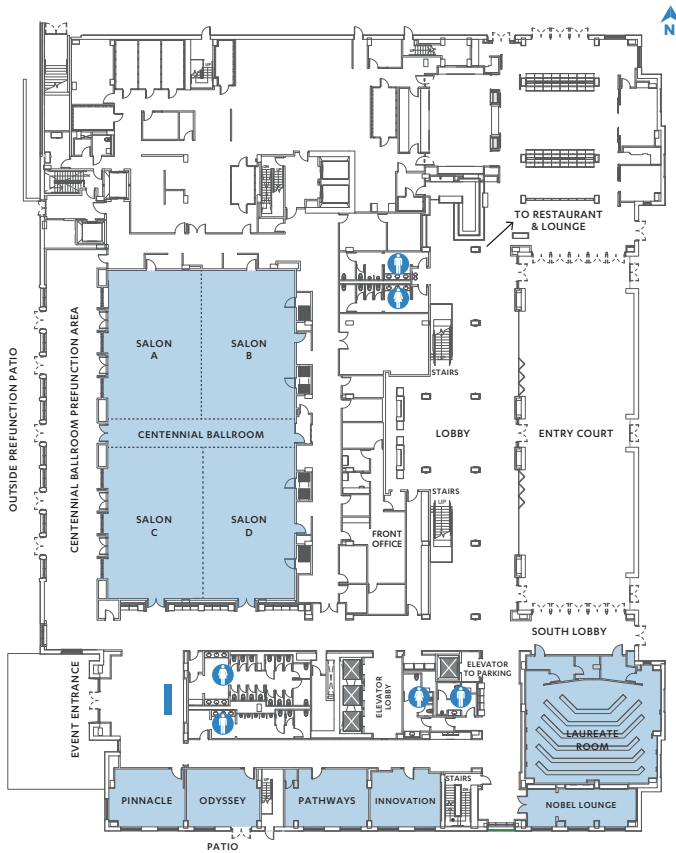 N
TO RESTAURANT
& LOUNGE
OUTSIDE PREFUNCTION PATIO
CENTENNIAL BALLROOM PREFUNCTION AREA
SALON
A
SALON
B
STAIRS
CENTENNIAL BALLROOM
LOBBY
ENTRY COURT
SALON
C
SALON
D
STAIRS
UP
FRONT
OFFICE
SOUTH LOBBY
EVENT ENTRANCE
ELEVATOR
LOBBY
ELEVATOR
TO PARKING
LAUREATE
ROOM
STAIRS
PINNACLE
ODYSSEY
PATHWAYS
INNOVATION
NOBEL LOUNGE
PATIO